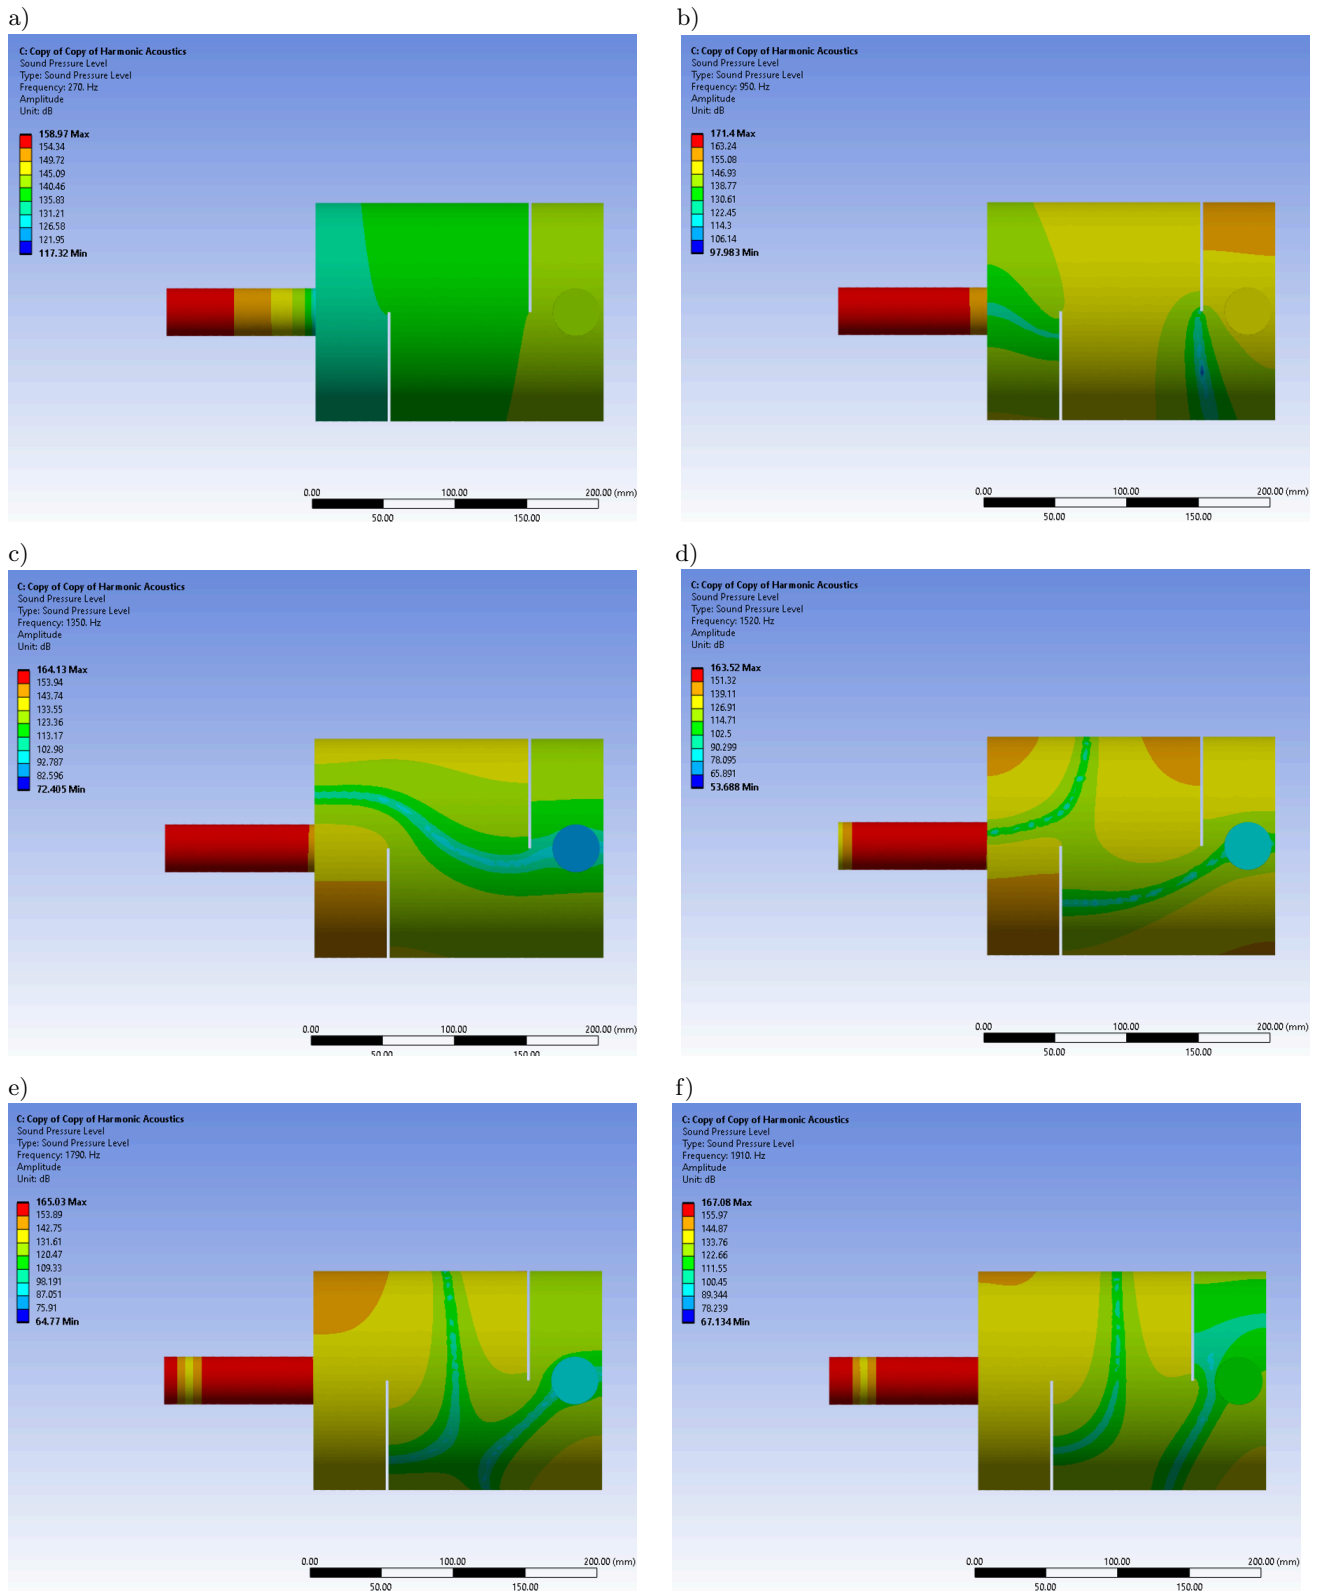 a)
C: Copy of Copy of Harmonic Acoustics
Sound Pressure Level
Type: Sound Pressure Level
Frequency: 270. Hz
Amplitude
Unit: dB
158.97 Max
154.34
149.72
145.09
140.46
135.83
131.21
126.58
121.95
117.32 Min
0.00 100.00 200.00 (mm)
50.00 150.00
b)
C: Copy of Copy of Harmonic Acoustics
Sound Pressure Level
Type: Sound Pressure Level
Frequency: 950. Hz
Amplitude
Unit: dB
171.4 Max
163.24
155.08
146.93
138.77
130.61
122.45
114.3
106.14
97.983 Min
0.00 100.00 200.00 (mm)
50.00 150.00
c)
C: Copy of Copy of Harmonic Acoustics
Sound Pressure Level
Type: Sound Pressure Level
Frequency: 1350. Hz
Amplitude
Unit: dB
164.13 Max
153.94
143.74
133.55
123.36
113.17
102.98
92.787
82.596
72.405 Min
0.00 100.00 200.00 (mm)
50.00 150.00
d)
C: Copy of Copy of Harmonic Acoustics
Sound Pressure Level
Type: Sound Pressure Level
Frequency: 1520. Hz
Amplitude
Unit: dB
163.52 Max
151.32
139.11
126.91
114.71
102.5
90.299
78.095
65.891
53.688 Min
0.00 100.00 200.00 (mm)
50.00 150.00
e)
C: Copy of Copy of Harmonic Acoustics
Sound Pressure Level
Type: Sound Pressure Level
Frequency: 1790. Hz
Amplitude
Unit: dB
165.03 Max
153.89
142.75
131.61
120.47
109.33
98.191
87.051
75.91
64.77 Min
0.00 100.00 200.00 (mm)
50.00 150.00
f)
C: Copy of Copy of Harmonic Acoustics
Sound Pressure Level
Type: Sound Pressure Level
Frequency: 1910. Hz
Amplitude
Unit: dB
167.08 Max
155.97
144.87
133.76
122.66
111.55
100.45
89.344
78.239
67.134 Min
0.00 100.00 200.00 (mm)
50.00 150.00